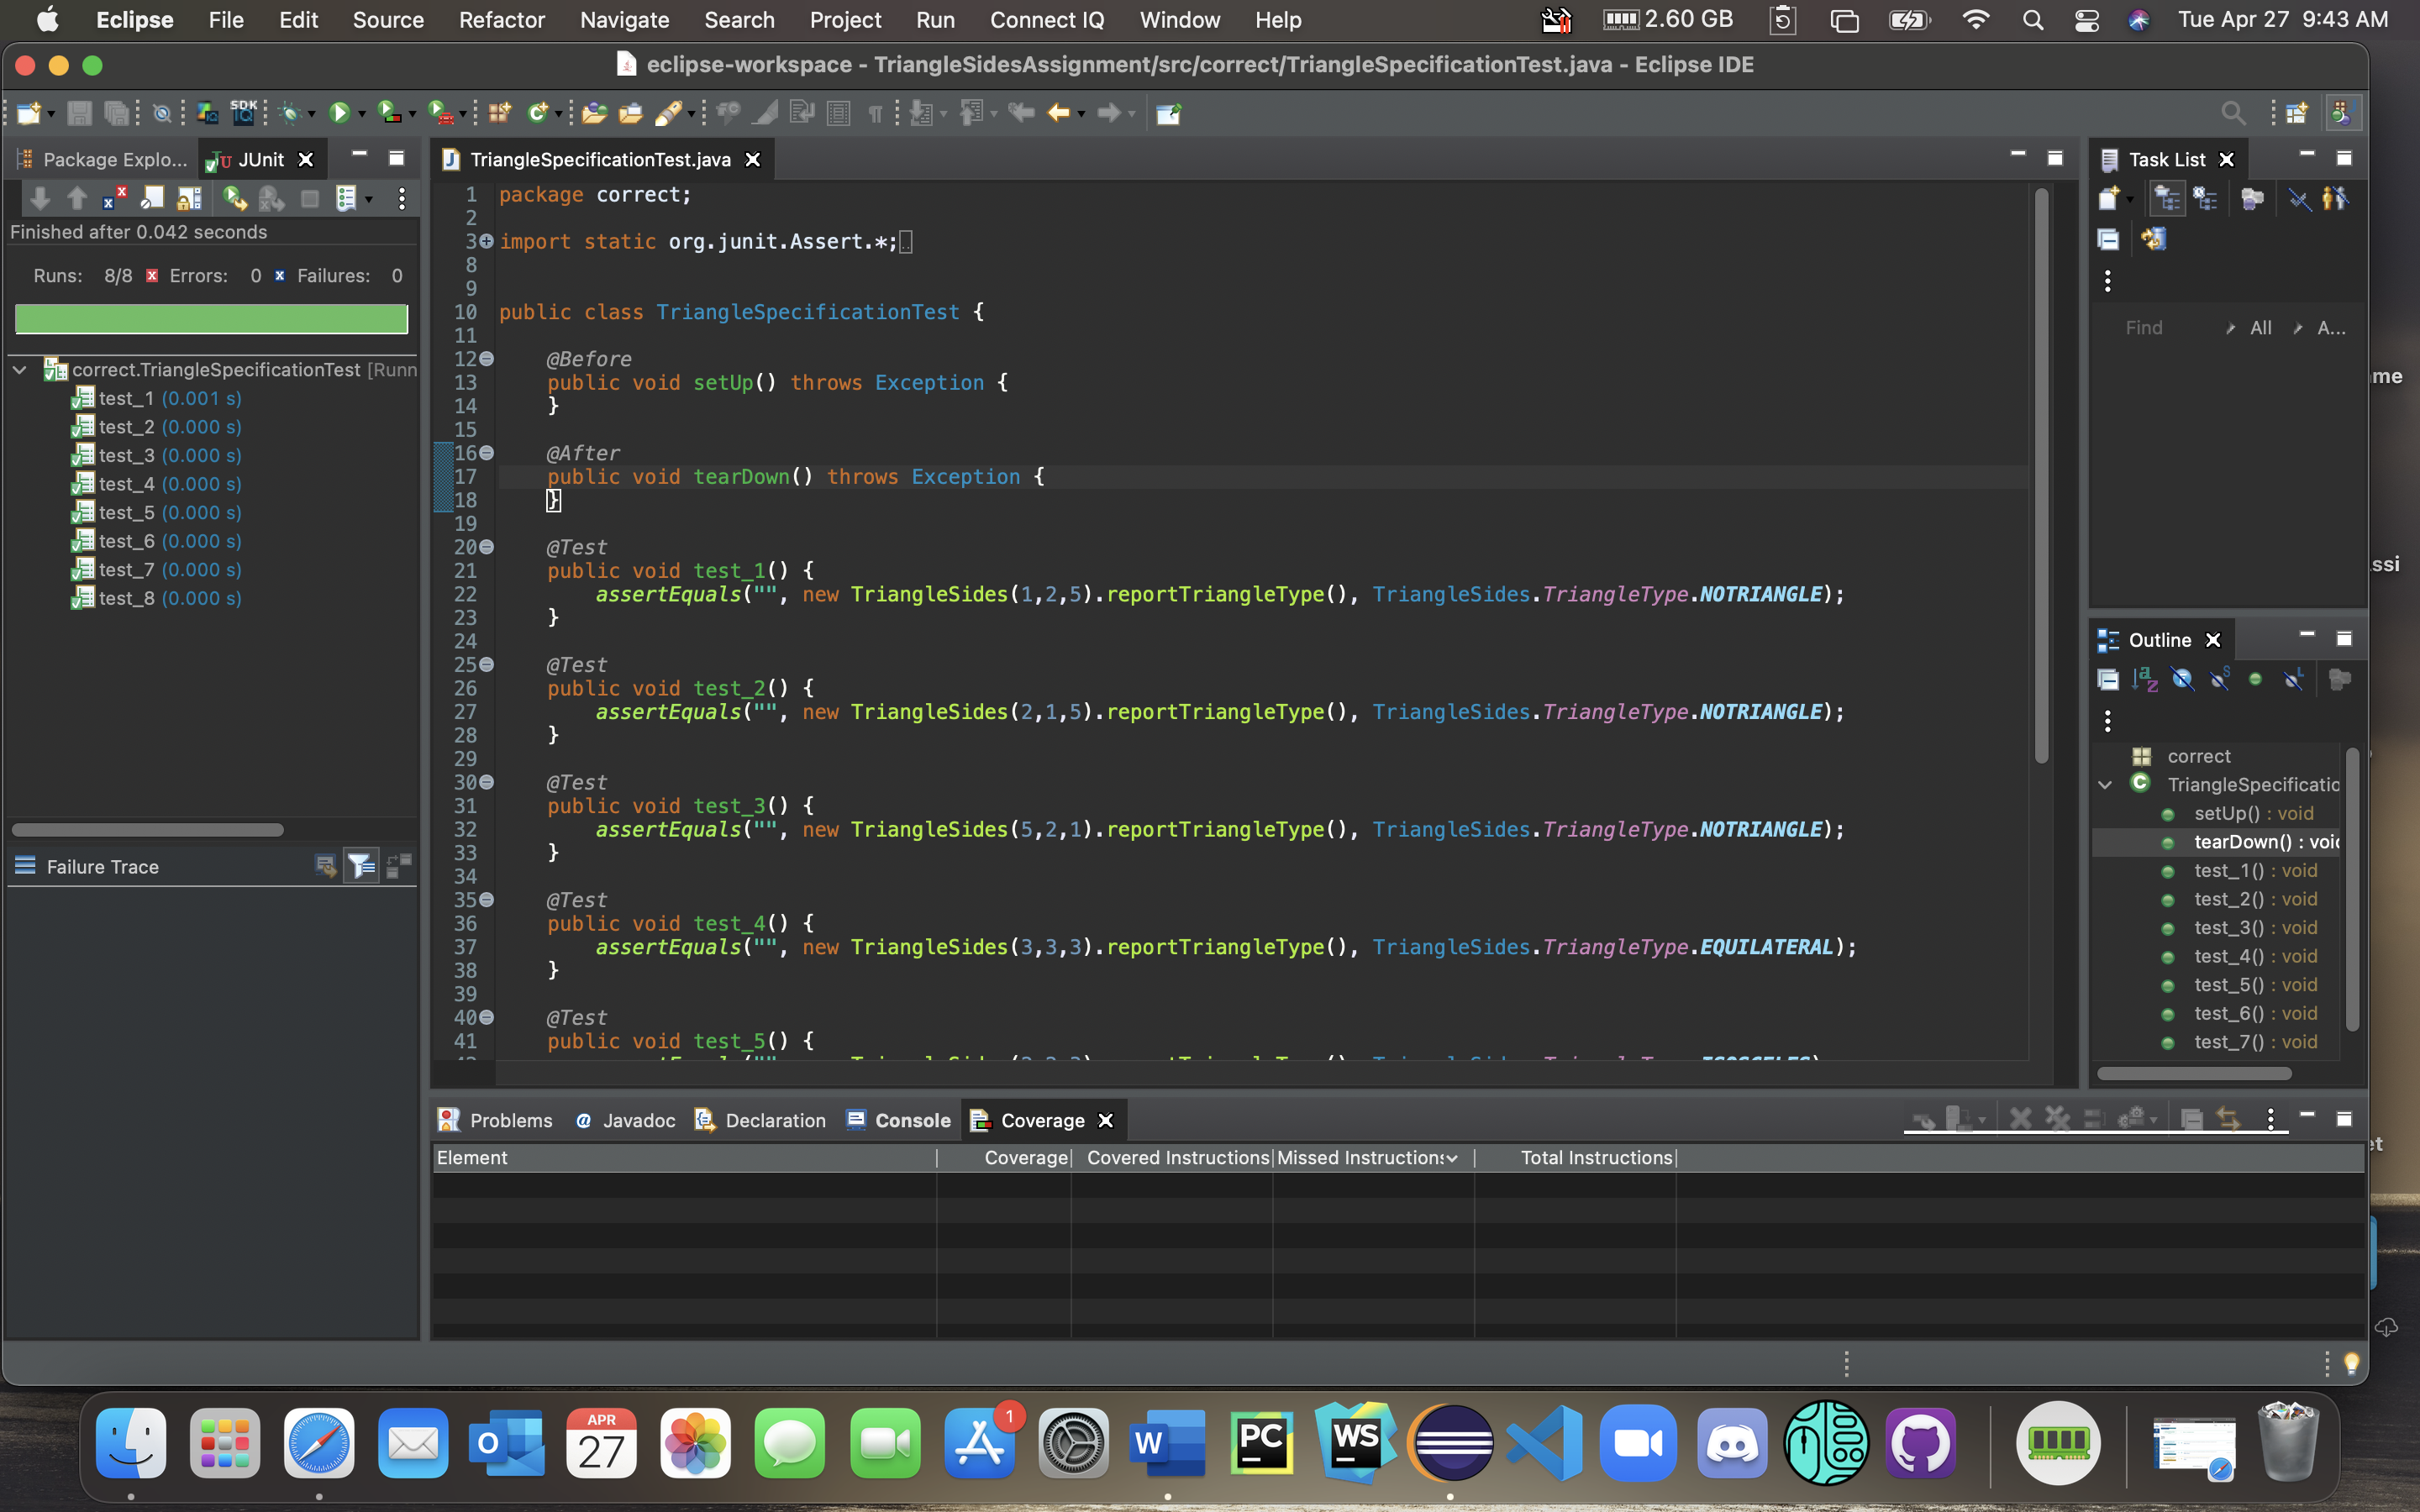 Eclipse File Edit Source Refactor Navigate Search Project Run Connect IQ Window Help 2.60 GB Tue Apr 27 9:43 AM
eclipse-workspace - TriangleSidesAssignment/src/correct/TriangleSpecificationTest.java - Eclipse IDE
SDK
IQ
Package Explo... JUnit
Finished after 0.042 seconds
Runs: 8/8 Errors: 0 Failures: 0
correct.TriangleSpecificationTest [Runn
test_1 (0.001 s)
test_2 (0.000 s)
test_3 (0.000 s)
test_4 (0.000 s)
test_5 (0.000 s)
test_6 (0.000 s)
test_7 (0.000 s)
test_8 (0.000 s)
Failure Trace
TriangleSpecificationTest.java
1 package correct;
2
3 import static org.junit.Assert.*;
8
9
10 public class TriangleSpecificationTest {
11
12 @Before
13 public void setUp() throws Exception {
14 }
15
16 @After
17 public void tearDown() throws Exception {
18 }
19
20 @Test
21 public void test_1() {
22 assertEquals("", new TriangleSides(1,2,5).reportTriangleType(), TriangleSides.TriangleType.NOTRIANGLE);
23 }
24
25 @Test
26 public void test_2() {
27 assertEquals("", new TriangleSides(2,1,5).reportTriangleType(), TriangleSides.TriangleType.NOTRIANGLE);
28 }
29
30 @Test
31 public void test_3() {
32 assertEquals("", new TriangleSides(5,2,1).reportTriangleType(), TriangleSides.TriangleType.NOTRIANGLE);
33 }
34
35 @Test
36 public void test_4() {
37 assertEquals("", new TriangleSides(3,3,3).reportTriangleType(), TriangleSides.TriangleType.EQUILATERAL);
38 }
39
40 @Test
41 public void test_5() {
Task List
Find All A...
Outline
correct
TriangleSpecificatio
setUp() : void
tearDown() : voi
test_1() : void
test_2() : void
test_3() : void
test_4() : void
test_5() : void
test_6() : void
test_7() : void
me
ssi
et
Problems Javadoc Declaration Console Coverage
Element Coverage Covered Instructions Missed Instructions Total Instructions
APR
27
1
W
PC
WS